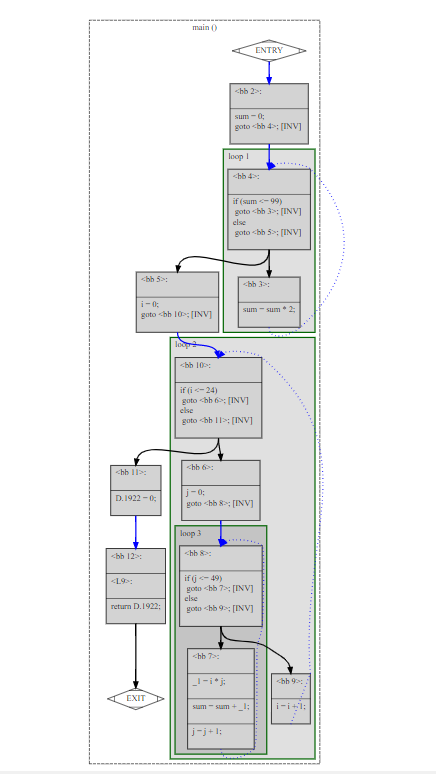 main ()
ENTRY
<bb 2>:
sum = 0;
goto <bb 4>; [INV]
loop 1
<bb 4>:
if (sum <= 99)
goto <bb 3>; [INV]
else
goto <bb 5>; [INV]
<bb 5>:
i = 0;
goto <bb 10>; [INV]
<bb 3>:
sum = sum * 2;
loop 2
<bb 10>:
if (i <= 24)
goto <bb 6>; [INV]
else
goto <bb 11>; [INV]
<bb 11>:
D.1922 = 0;
<bb 6>:
j = 0;
goto <bb 8>; [INV]
loop 3
<bb 8>:
if (j <= 49)
goto <bb 7>; [INV]
else
goto <bb 9>; [INV]
<bb 12>:
<L9>:
return D.1922;
<bb 7>:
_1 = i * j;
sum = sum + _1;
j = j + 1;
<bb 9>:
i = i + 1;
EXIT